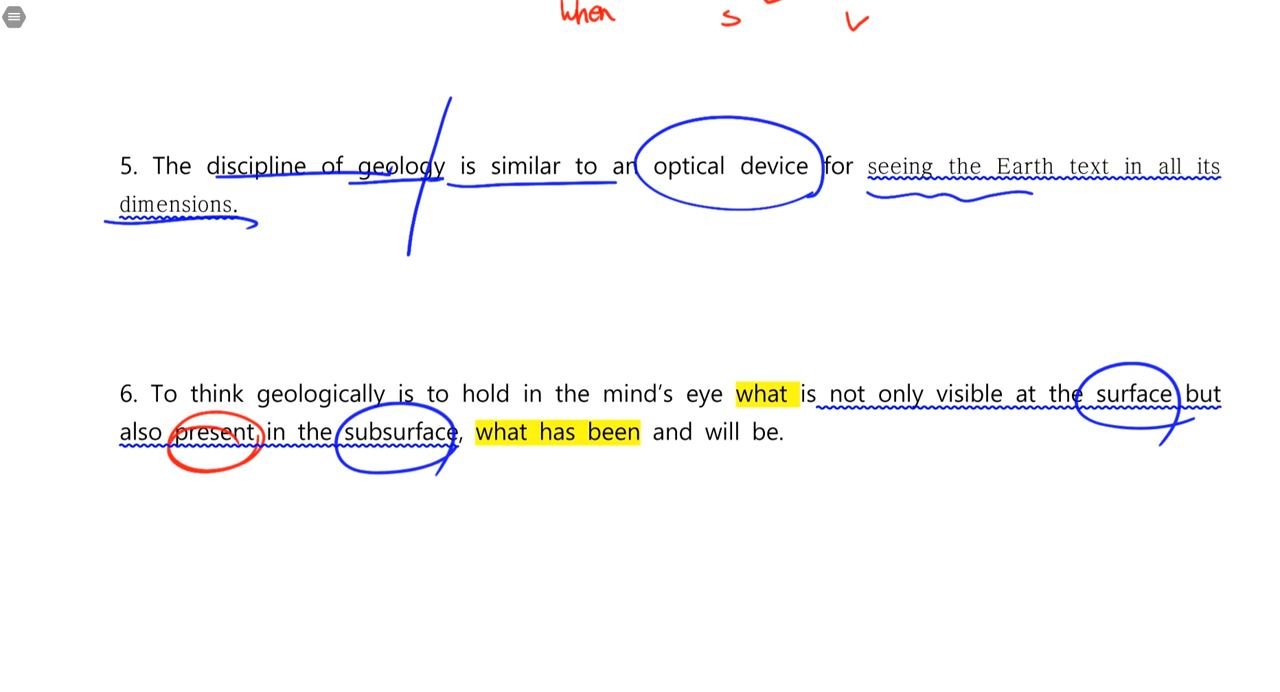 when s v
5. The discipline of geology is similar to an optical device for seeing the Earth text in all its
dimensions.
6. To think geologically is to hold in the mind's eye what is not only visible at the surface but
also present in the subsurface, what has been and will be.